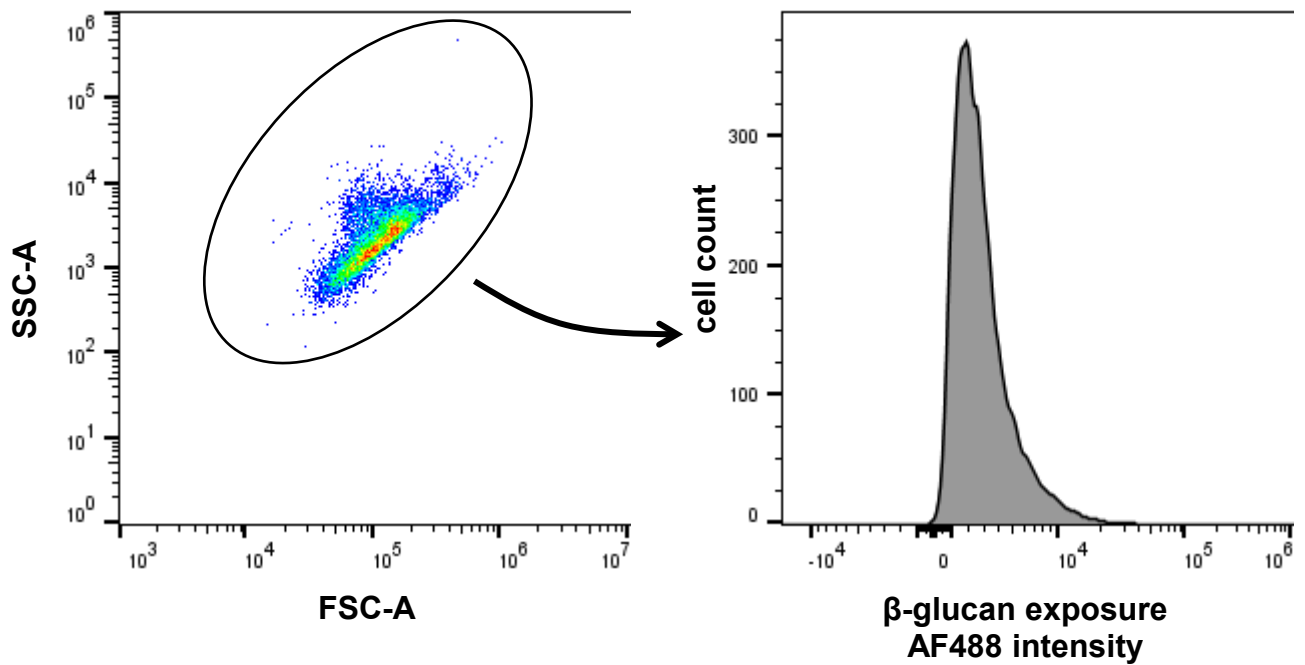 10^6
10^5
10^4
10^3
10^2
10^1
10^0
SSC-A
10^3 10^4 10^5 10^6 10^7
FSC-A
300
200
100
0
cell count
-10^4 0 10^4 10^5 10^6
β-glucan exposure
AF488 intensity